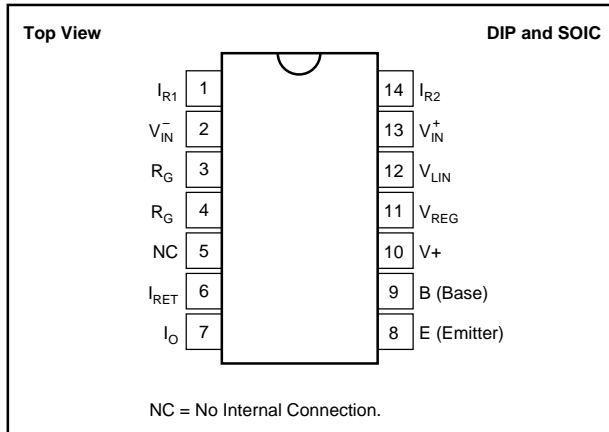 Top View DIP and SOIC
I_R1 1 14 I_R2
V_IN^− 2 13 V_IN^+
R_G 3 12 V_LIN
R_G 4 11 V_REG
NC 5 10 V+
I_RET 6 9 B (Base)
I_O 7 8 E (Emitter)
NC = No Internal Connection.